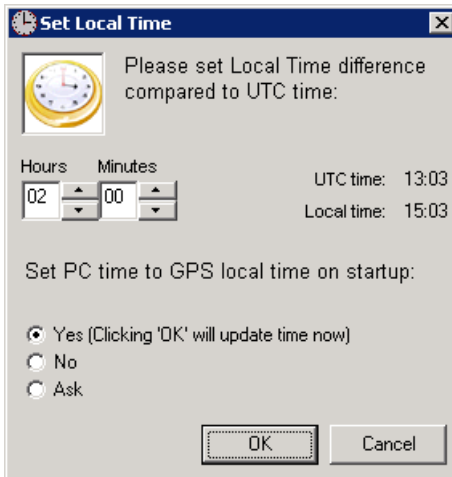 Set Local Time
Please set Local Time difference
compared to UTC time:
Hours Minutes
02 00
UTC time: 13:03
Local time: 15:03
Set PC time to GPS local time on startup:
Yes (Clicking 'OK' will update time now)
No
Ask
OK Cancel